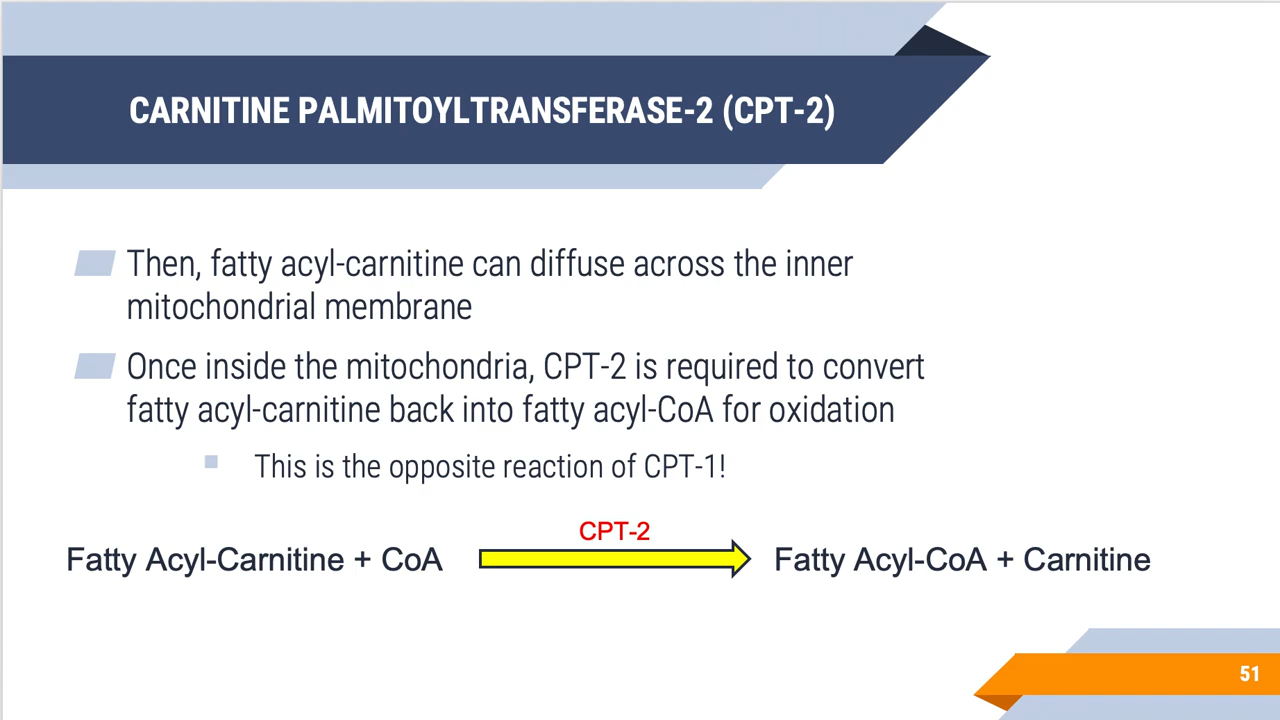 CARNITINE PALMITOYLTRANSFERASE-2 (CPT-2)
Then, fatty acyl-carnitine can diffuse across the inner
mitochondrial membrane
Once inside the mitochondria, CPT-2 is required to convert
fatty acyl-carnitine back into fatty acyl-CoA for oxidation
This is the opposite reaction of CPT-1!
CPT-2
Fatty Acyl-Carnitine + CoA
Fatty Acyl-CoA + Carnitine
51